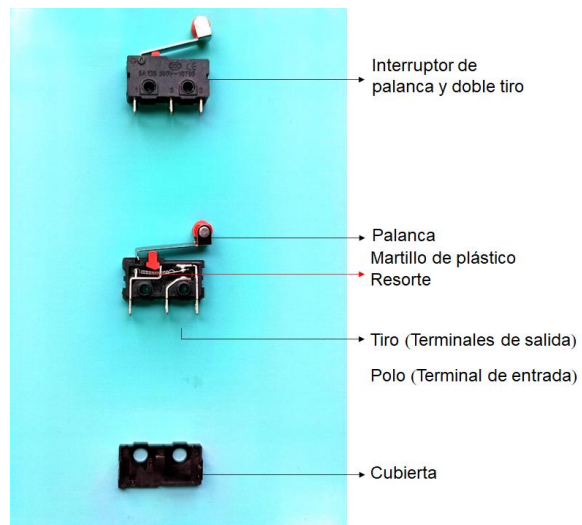 Interruptor de
palanca y doble tiro
Palanca
Martillo de plástico
Resorte
Tiro (Terminales de salida)
Polo (Terminal de entrada)
Cubierta